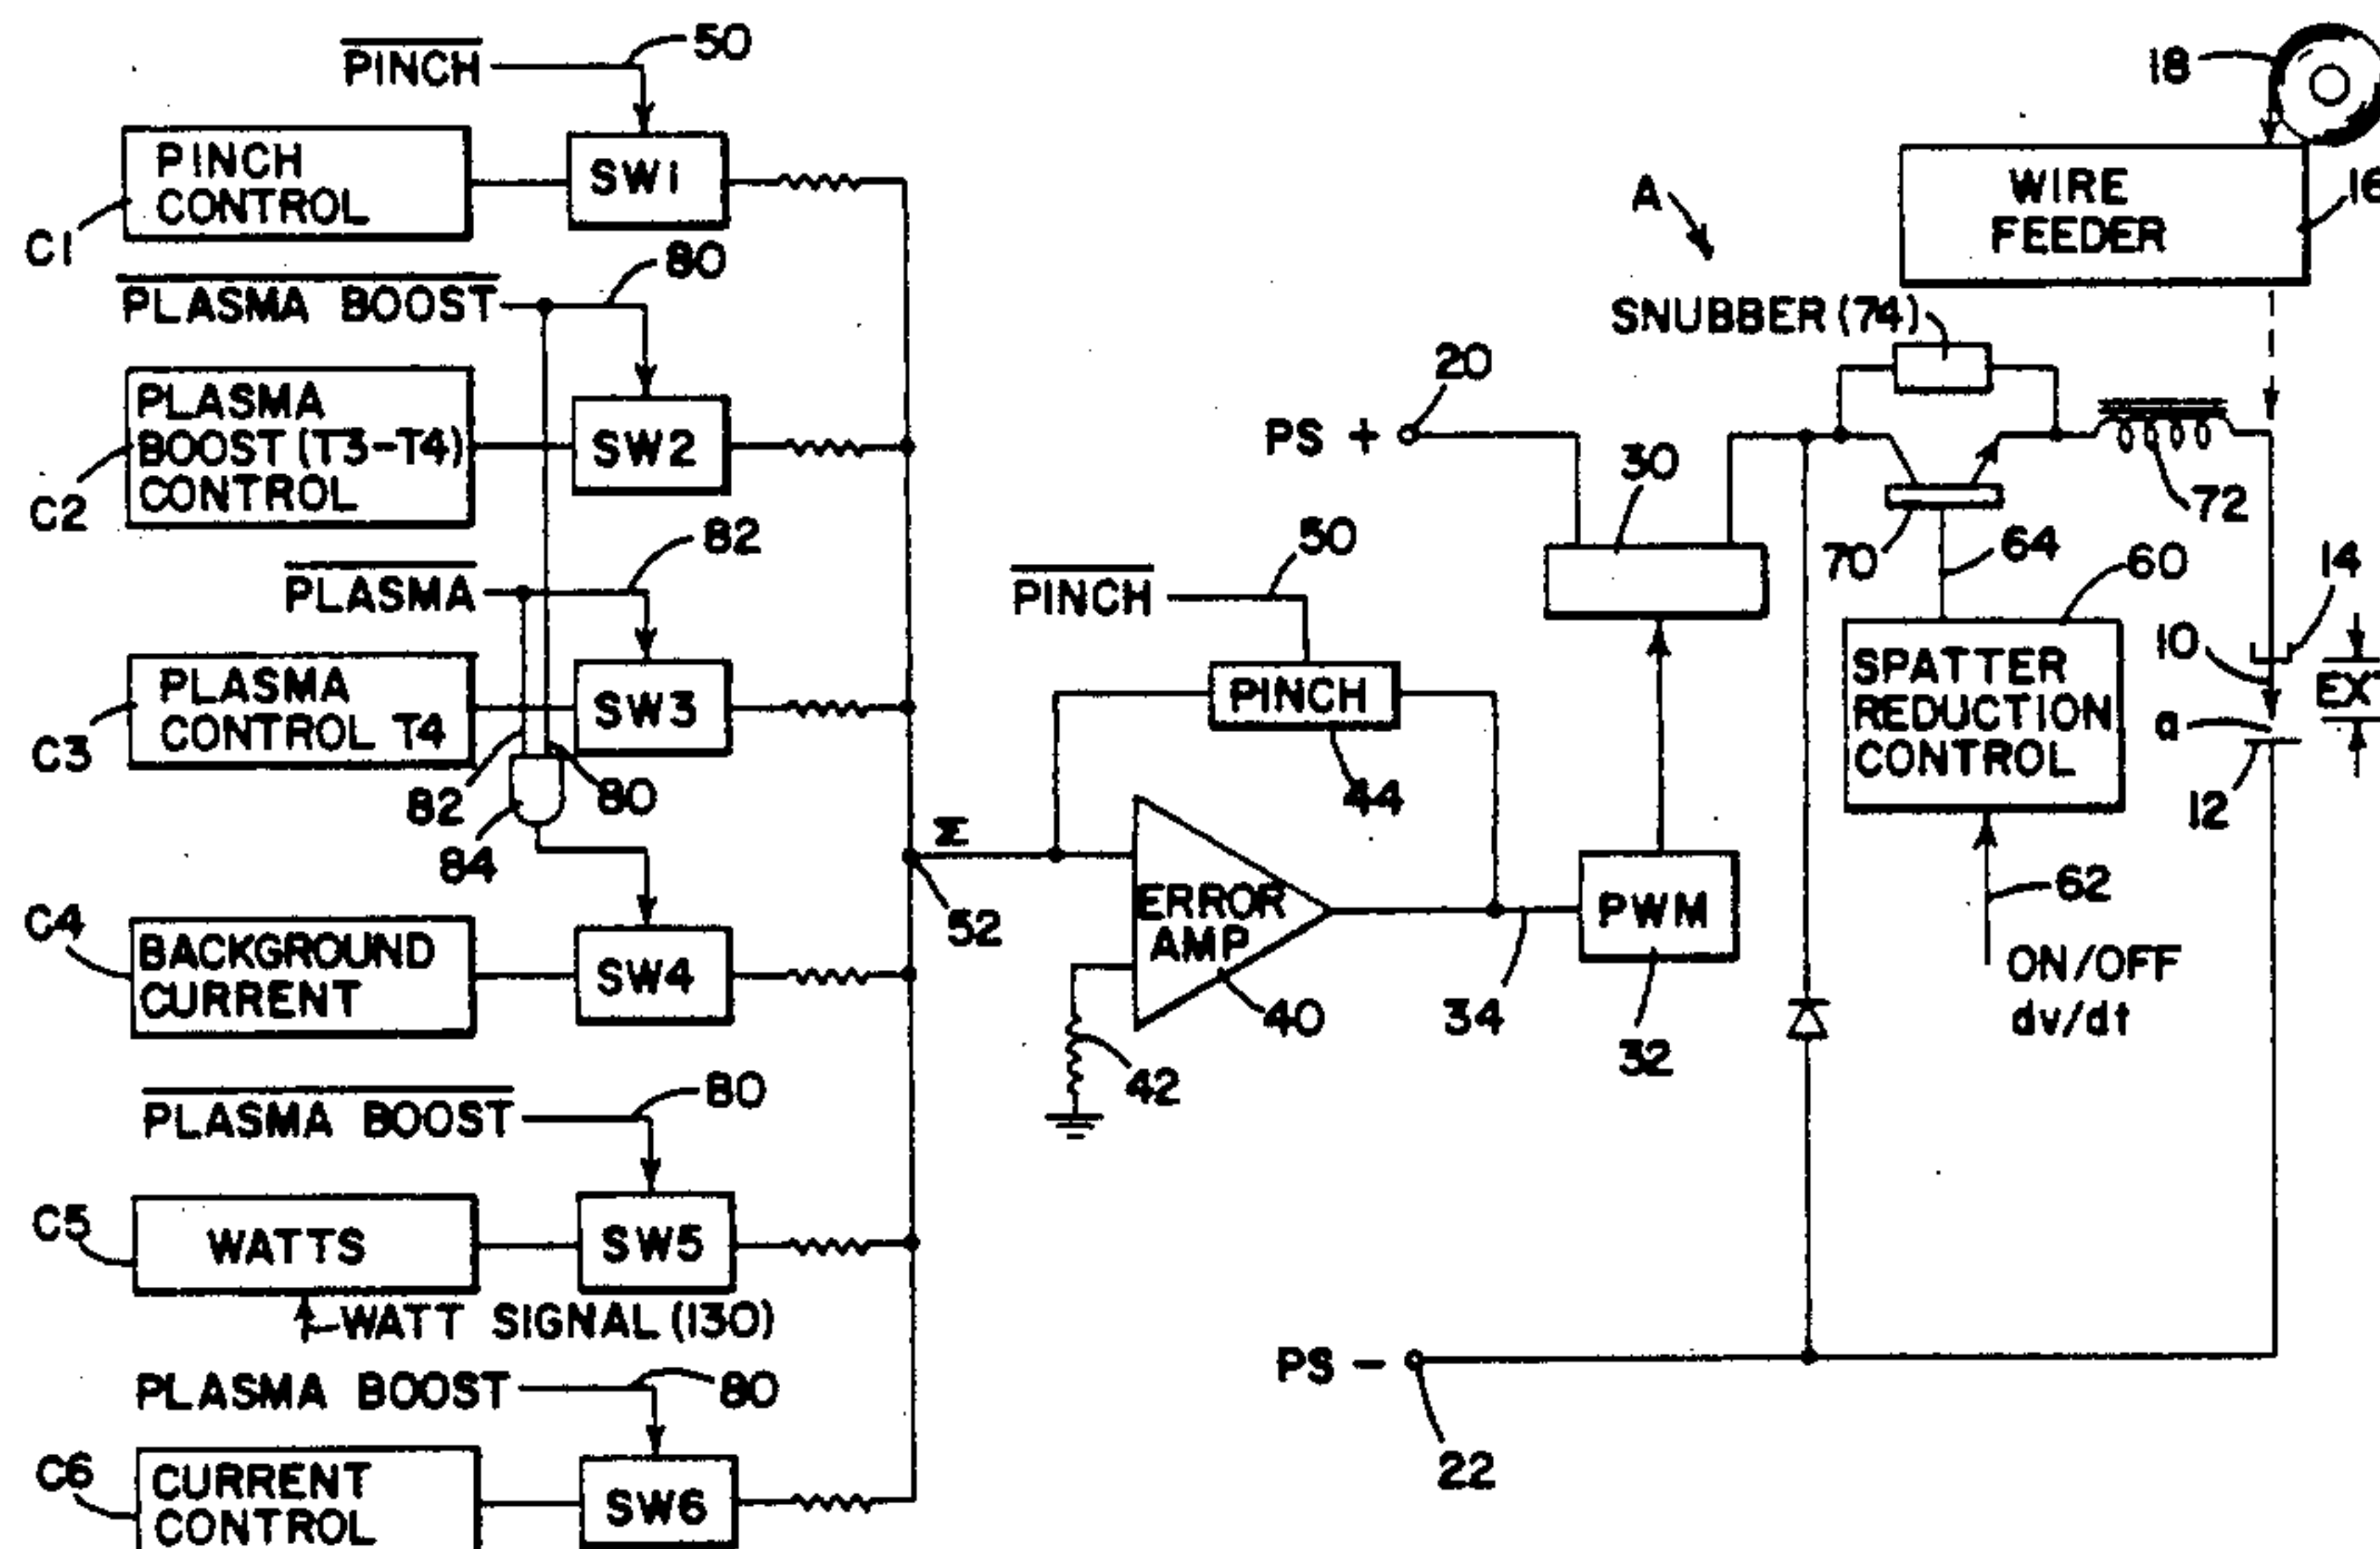 PINCH
50
PINCH
CONTROL
SW1
C1
PLASMA BOOST
80
PLASMA
BOOST (T3-T4)
CONTROL
SW2
C2
PLASMA
82
PLASMA
CONTROL T4
SW3
C3
82
80
84
C4
BACKGROUND
CURRENT
SW4
PLASMA BOOST
80
C5
WATTS
SW5
WATT SIGNAL (130)
PLASMA BOOST
80
C6
CURRENT
CONTROL
SW6
Σ
52
PINCH
50
PINCH
44
ERROR
AMP
40
42
34
PWM
32
30
PS +
20
A
SNUBBER (74)
18
WIRE
FEEDER
16
70
64
72
60
SPATTER
REDUCTION
CONTROL
62
ON/OFF
dv/dt
14
10
EXT
a
12
PS -
22